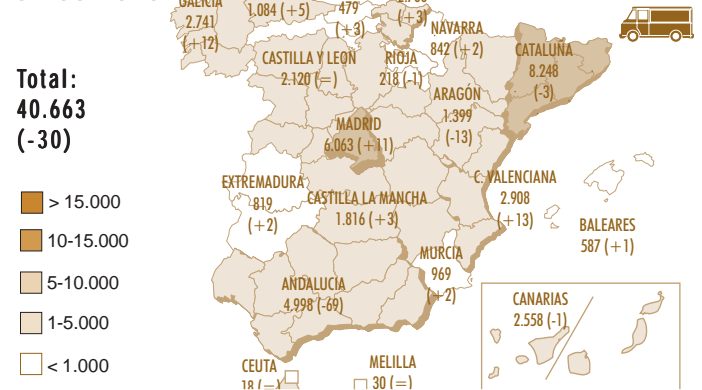 GALICIA
2.741
(+12)
1.084 (+5)
479
(+3)
(+3)
NAVARRA
842 (+2)
CASTILLA Y LEON
2.120 (=)
RIOJA
218 (-1)
CATALUÑA
8.248
(-3)
ARAGÓN
1.399
(-13)
Total:
40.663
(-30)
MADRID
6.063 (+11)
EXTREMADURA
819
(+2)
CASTILLA LA MANCHA
1.816 (+3)
C. VALENCIANA
2.908
(+13)
BALEARES
587 (+1)
MURCIA
969
(+2)
ANDALUCÍA
4.998 (-69)
CANARIAS
2.558 (-1)
CEUTA
18 (=)
MELILLA
30 (=)
> 15.000
10-15.000
5-10.000
1-5.000
< 1.000